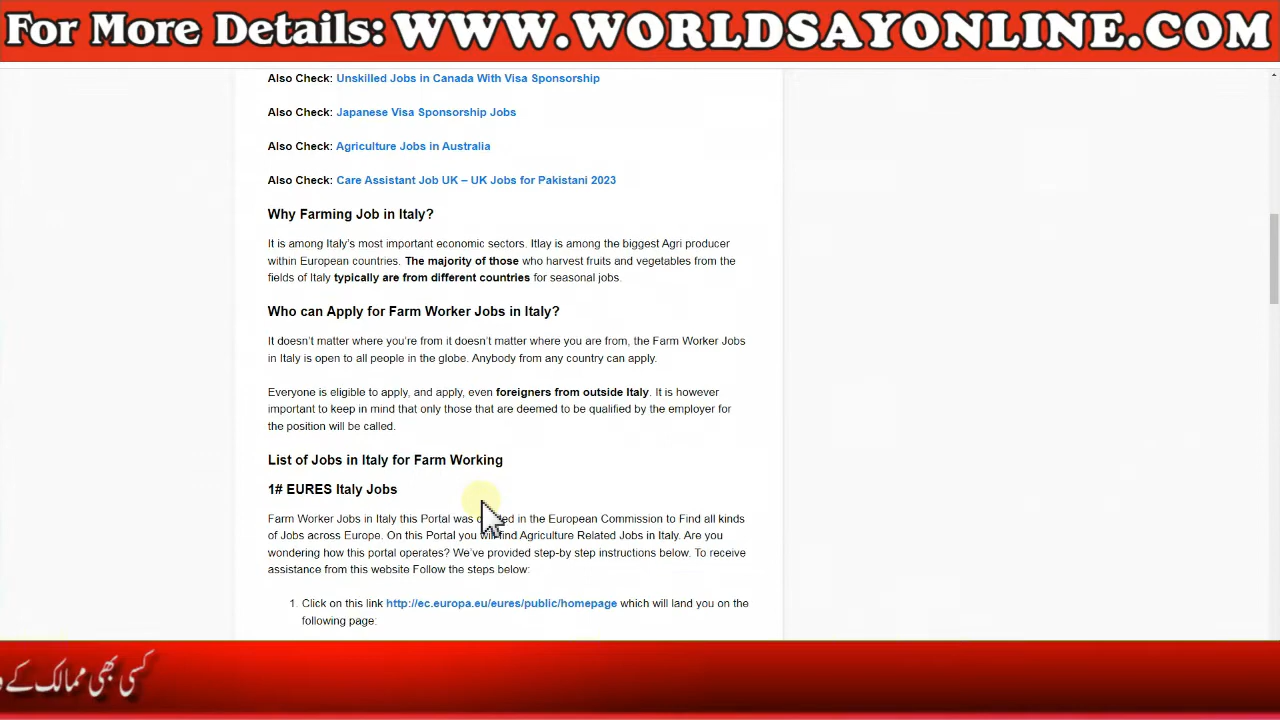 For More Details: WWW.WORLDSAYONLINE.COM
Also Check: Unskilled Jobs in Canada With Visa Sponsorship
Also Check: Japanese Visa Sponsorship Jobs
Also Check: Agriculture Jobs in Australia
Also Check: Care Assistant Job UK – UK Jobs for Pakistani 2023
Why Farming Job in Italy?
It is among Italy's most important economic sectors. Itlay is among the biggest Agri producer
within European countries. The majority of those who harvest fruits and vegetables from the
fields of Italy typically are from different countries for seasonal jobs.
Who can Apply for Farm Worker Jobs in Italy?
It doesn't matter where you're from it doesn't matter where you are from, the Farm Worker Jobs
in Italy is open to all people in the globe. Anybody from any country can apply.
Everyone is eligible to apply, and apply, even foreigners from outside Italy. It is however
important to keep in mind that only those that are deemed to be qualified by the employer for
the position will be called.
List of Jobs in Italy for Farm Working
1# EURES Italy Jobs
Farm Worker Jobs in Italy this Portal was in the European Commission to Find all kinds
of Jobs across Europe. On this Portal you will find Agriculture Related Jobs in Italy. Are you
wondering how this portal operates? We've provided step-by step instructions below. To receive
assistance from this website Follow the steps below:
1. Click on this link http://ec.europa.eu/eures/public/homepage which will land you on the
following page:
کسی بھی ممالک کے